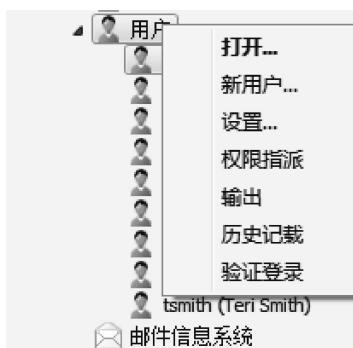 用户
打开...
新用户...
设置...
权限指派
输出
历史记载
验证登录
tsmith (Teri Smith)
邮件信息系统